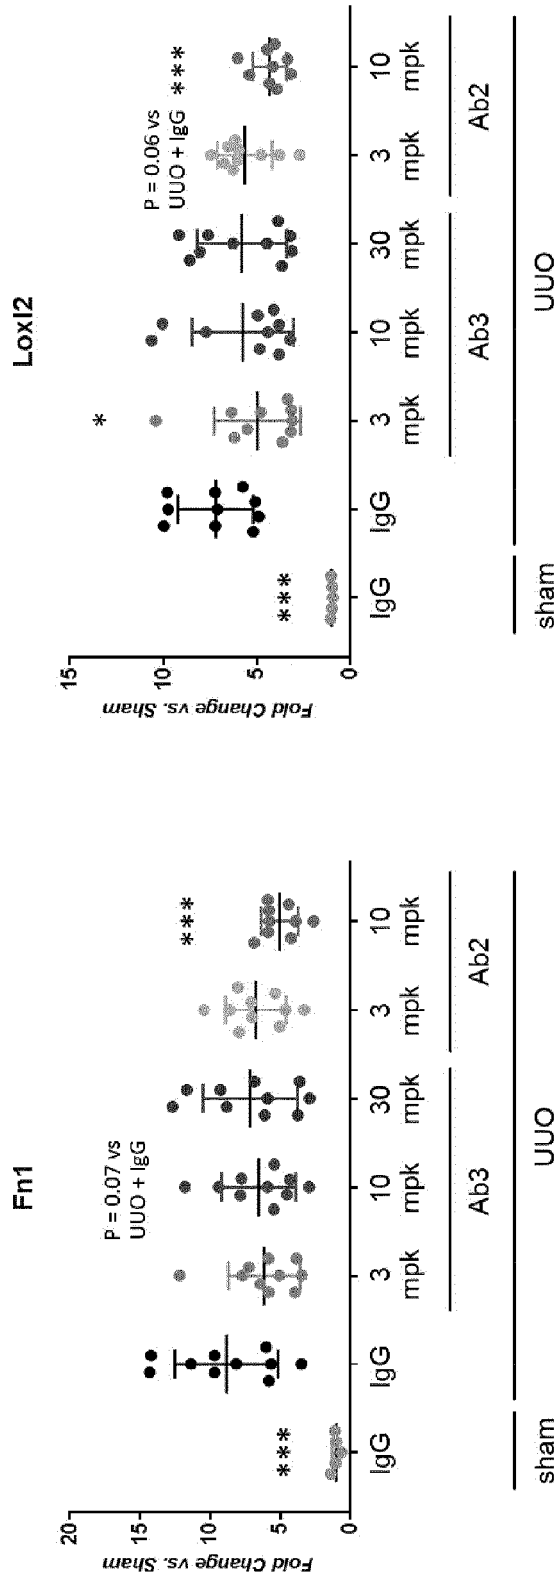 Fn1
Fold Change vs. Sham
20
15
10
5
0
***
P = 0.07 vs
UUO + IgG
***
IgG
IgG
3
mpk
10
mpk
30
mpk
3
mpk
10
mpk
Ab3
Ab2
sham
UUO
Loxl2
Fold Change vs. Sham
15
10
5
0
***
*
P = 0.06 vs
UUO + IgG
***
IgG
IgG
3
mpk
10
mpk
30
mpk
3
mpk
10
mpk
Ab3
Ab2
sham
UUO